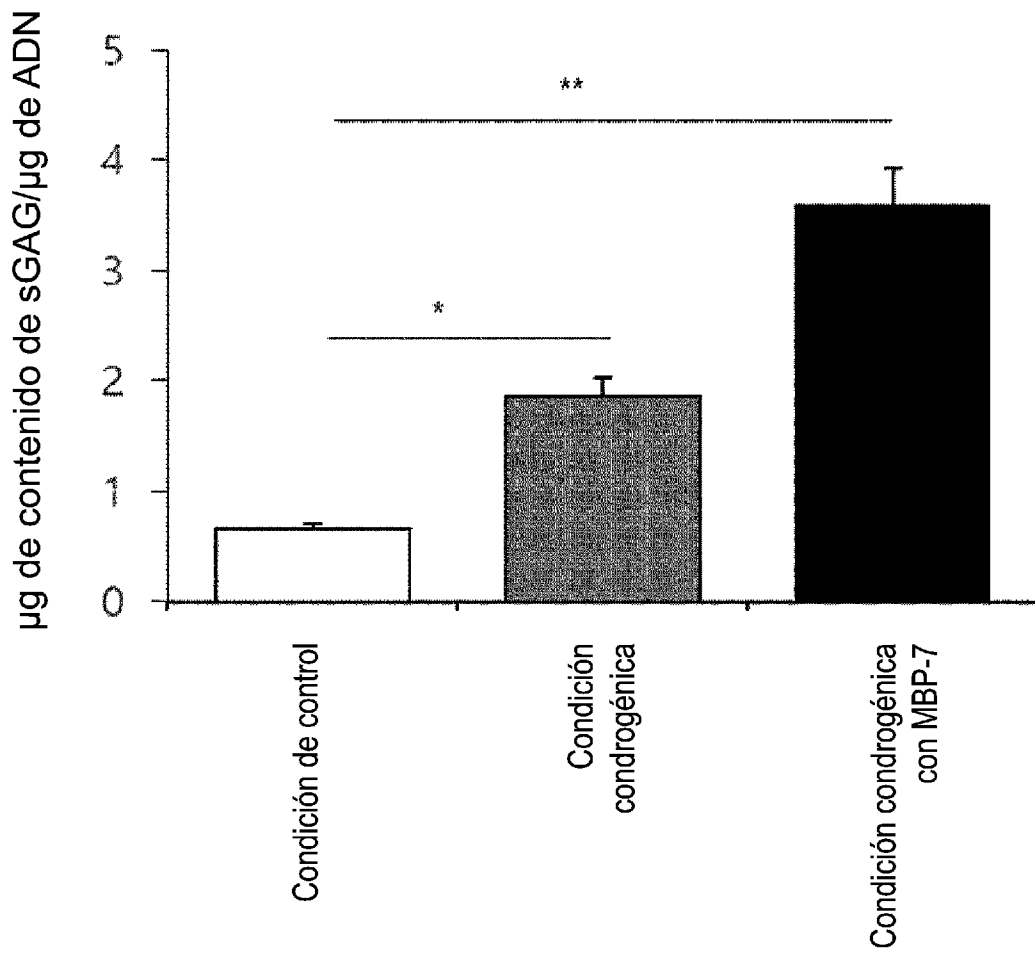 µg de contenido de sGAG/µg de ADN
5
4
3
2
1
0
**
*
Condición de control
Condición
condrogénica
Condición condrogénica
con MBP-7